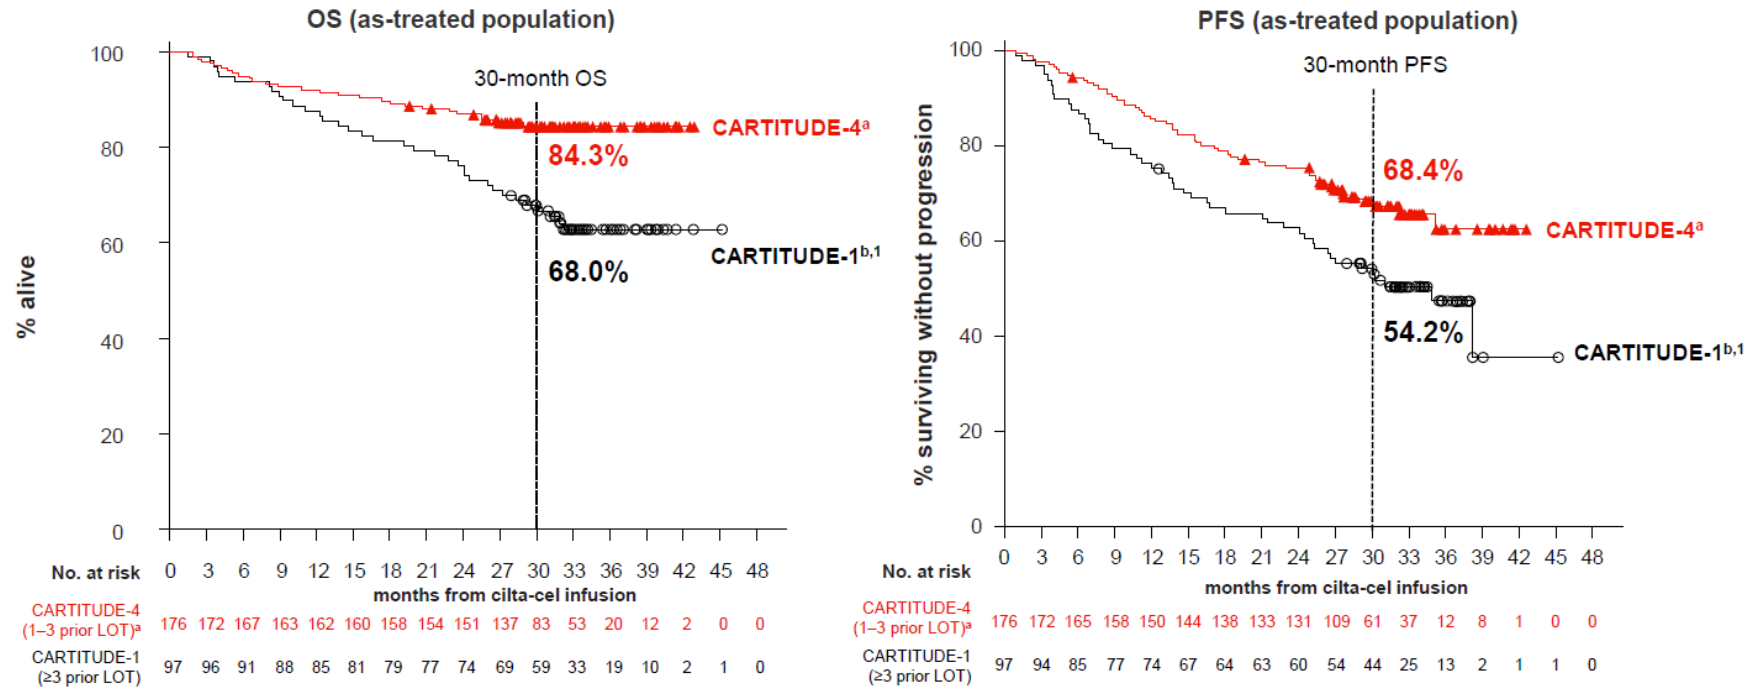 OS (as-treated population)
100
80
60
40
20
0
% alive
30-month OS
CARTITUDE-4ᵃ
84.3%
CARTITUDE-1ᵇ,¹
68.0%
0 3 6 9 12 15 18 21 24 27 30 33 36 39 42 45 48
months from cilta-cel infusion
No. at risk
CARTITUDE-4
(1–3 prior LOT)ᵃ
176 172 167 163 162 160 158 154 151 137 83 53 20 12 2 0 0
CARTITUDE-1
(≥3 prior LOT)
97 96 91 88 85 81 79 77 74 69 59 33 19 10 2 1 0
PFS (as-treated population)
100
80
60
40
20
0
% surviving without progression
30-month PFS
68.4%
CARTITUDE-4ᵃ
54.2%
CARTITUDE-1ᵇ,¹
0 3 6 9 12 15 18 21 24 27 30 33 36 39 42 45 48
months from cilta-cel infusion
No. at risk
CARTITUDE-4
(1–3 prior LOT)ᵃ
176 172 165 158 150 144 138 133 131 109 61 37 12 8 1 0 0
CARTITUDE-1
(≥3 prior LOT)
97 94 85 77 74 67 64 63 60 54 44 25 13 2 1 1 0